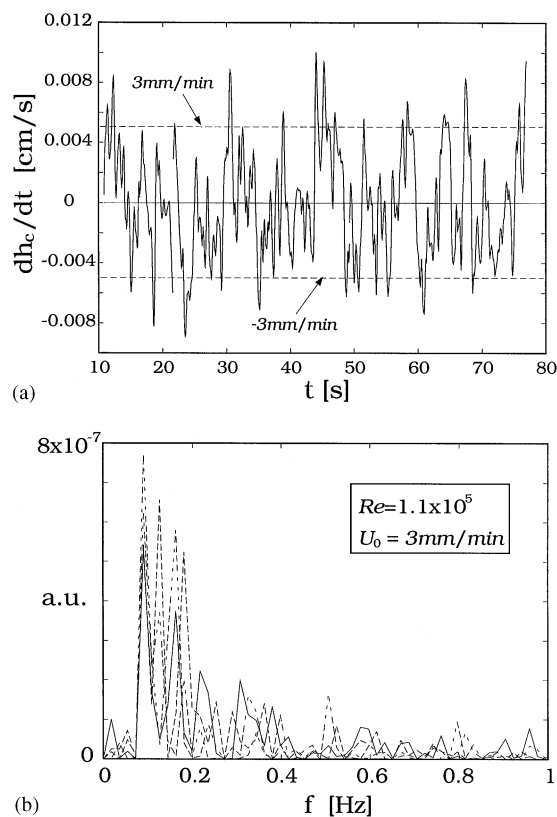 0.012
0.008
0.004
0
-0.004
-0.008
dh_c/dt [cm/s]
3mm/min
-3mm/min
10 20 30 40 50 60 70 80
t [s]
(a)
8x10^-7
a.u.
0
Re=1.1x10^5
U_0 = 3mm/min
0 0.2 0.4 0.6 0.8 1
f [Hz]
(b)